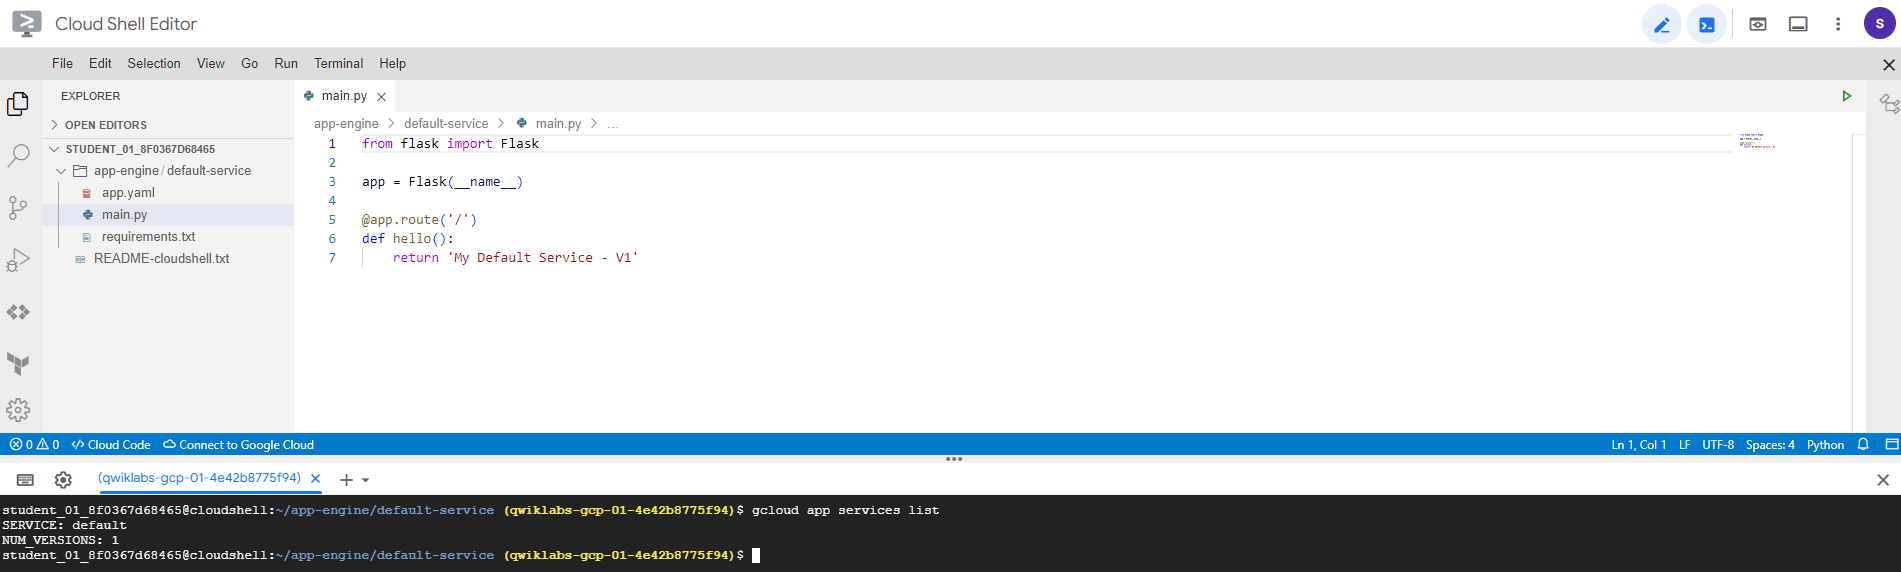 Cloud Shell Editor
S
File Edit Selection View Go Run Terminal Help
EXPLORER
main.py
OPEN EDITORS
app-engine > default-service > main.py > ...
STUDENT_01_8F0367D68465
app-engine / default-service
app.yaml
main.py
requirements.txt
README-cloudshell.txt
1 from flask import Flask
2
3 app = Flask(__name__)
4
5 @app.route('/')
6 def hello():
7 return 'My Default Service - V1'
0 0 Cloud Code Connect to Google Cloud Ln 1, Col 1 LF UTF-8 Spaces: 4 Python
(qwiklabs-gcp-01-4e42b8775f94)
student_01_8f0367d68465@cloudshell:~/app-engine/default-service (qwiklabs-gcp-01-4e42b8775f94)$ gcloud app services list
SERVICE: default
NUM_VERSIONS: 1
student_01_8f0367d68465@cloudshell:~/app-engine/default-service (qwiklabs-gcp-01-4e42b8775f94)$